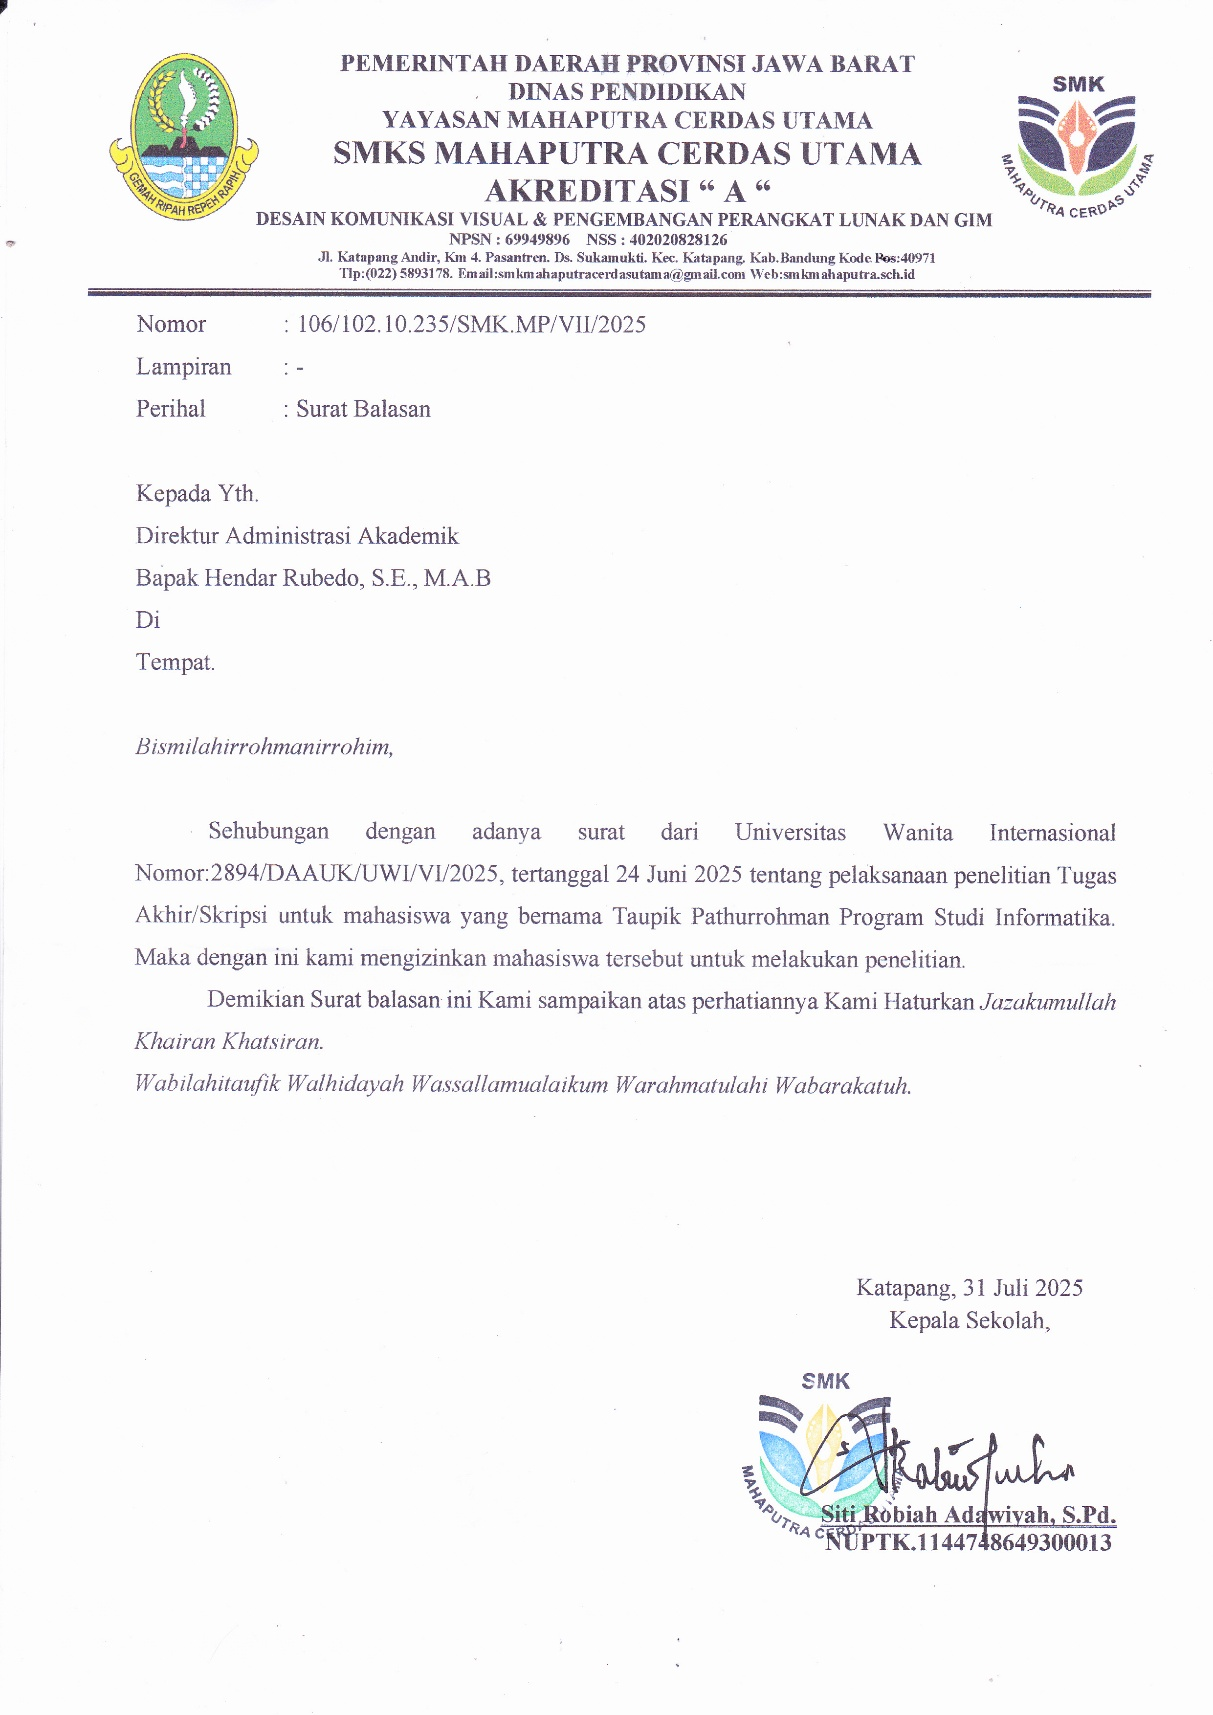 PEMERINTAH DAERAH PROVINSI JAWA BARAT
DINAS PENDIDIKAN
YAYASAN MAHAPUTRA CERDAS UTAMA
SMKS MAHAPUTRA CERDAS UTAMA
AKREDITASI “ A “
DESAIN KOMUNIKASI VISUAL & PENGEMBANGAN PERANGKAT LUNAK DAN GIM
NPSN : 69949896 NSS : 402020828126
Jl. Katapang Andir, Km 4. Pasantren. Ds. Sukamukti. Kec. Katapang. Kab.Bandung Kode Pos:40971
Tlp:(022) 5893178. Email:smkmahaputracerdasutama@gmail.com Web:smkmahaputra.sch.id
GEMAH RIPAH REPEH RAPIH
SMK
MAHAPUTRA CERDAS UTAMA
Nomor : 106/102.10.235/SMK.MP/VII/2025
Lampiran : -
Perihal : Surat Balasan
Kepada Yth.
Direktur Administrasi Akademik
Bapak Hendar Rubedo, S.E., M.A.B
Di
Tempat.
Bismilahirrohmanirrohim,
Sehubungan dengan adanya surat dari Universitas Wanita Internasional
Nomor:2894/DAAUK/UWI/VI/2025, tertanggal 24 Juni 2025 tentang pelaksanaan penelitian Tugas
Akhir/Skripsi untuk mahasiswa yang bernama Taupik Pathurrohman Program Studi Informatika.
Maka dengan ini kami mengizinkan mahasiswa tersebut untuk melakukan penelitian.
Demikian Surat balasan ini Kami sampaikan atas perhatiannya Kami Haturkan Jazakumullah
Khairan Khatsiran.
Wabilahitaufik Walhidayah Wassallamualaikum Warahmatulahi Wabarakatuh.
Katapang, 31 Juli 2025
Kepala Sekolah,
SMK
MAHAPUTRA
Siti Robiah Adawiyah, S.Pd.
NUPTK.1144748649300013